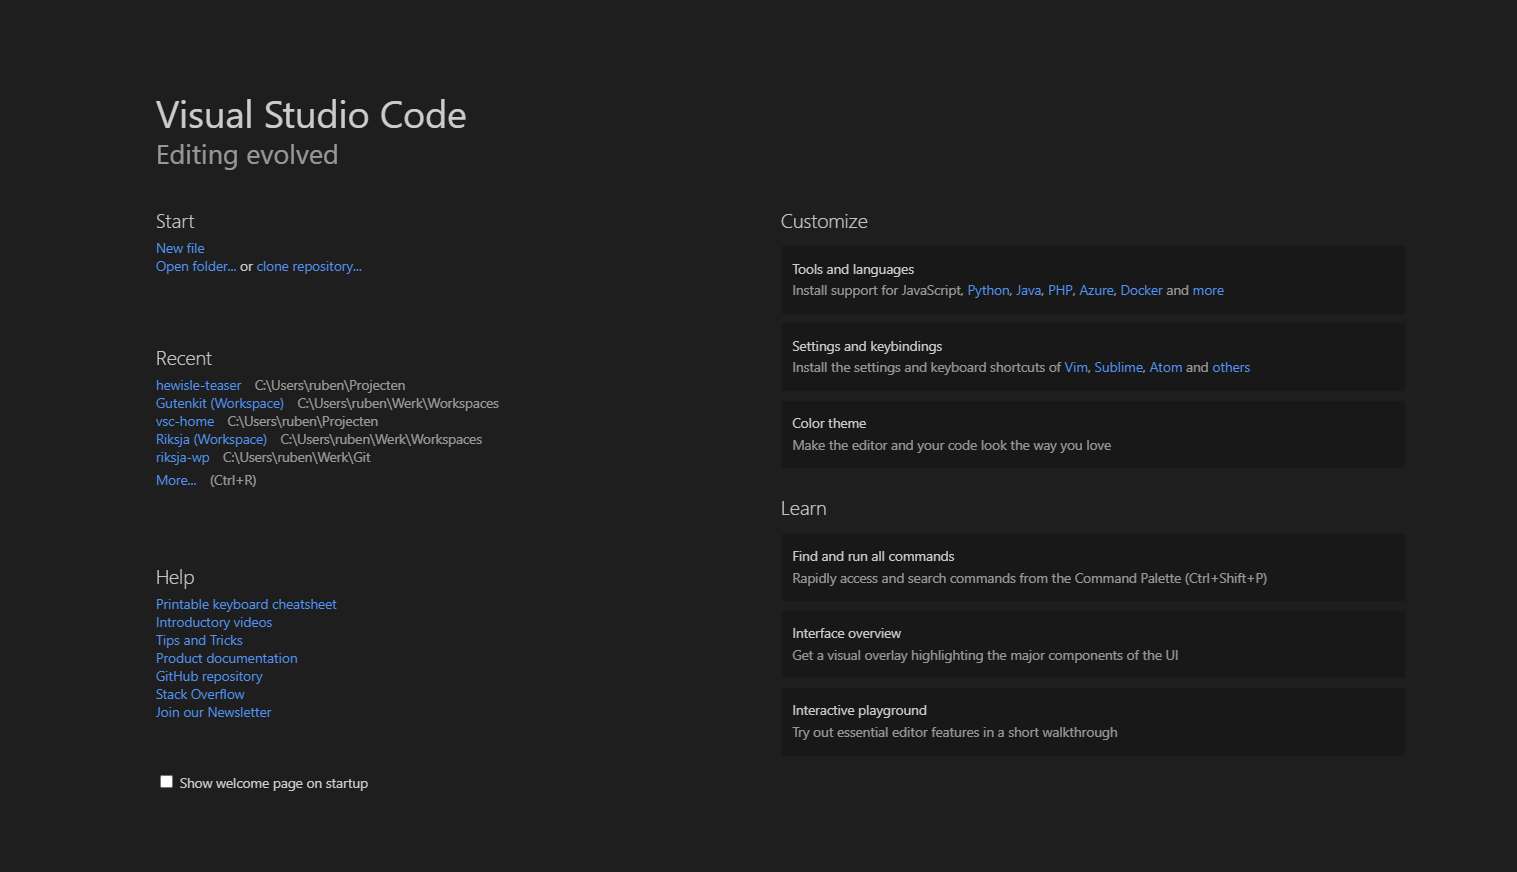 Visual Studio Code
Editing evolved
Start
New file
Open folder... or clone repository...
Recent
hewisle-teaser C:\Users\ruben\Projecten
Gutenkit (Workspace) C:\Users\ruben\Werk\Workspaces
vsc-home C:\Users\ruben\Projecten
Riksja (Workspace) C:\Users\ruben\Werk\Workspaces
riksja-wp C:\Users\ruben\Werk\Git
More... (Ctrl+R)
Help
Printable keyboard cheatsheet
Introductory videos
Tips and Tricks
Product documentation
GitHub repository
Stack Overflow
Join our Newsletter
Show welcome page on startup
Customize
Tools and languages
Install support for JavaScript, Python, Java, PHP, Azure, Docker and more
Settings and keybindings
Install the settings and keyboard shortcuts of Vim, Sublime, Atom and others
Color theme
Make the editor and your code look the way you love
Learn
Find and run all commands
Rapidly access and search commands from the Command Palette (Ctrl+Shift+P)
Interface overview
Get a visual overlay highlighting the major components of the UI
Interactive playground
Try out essential editor features in a short walkthrough